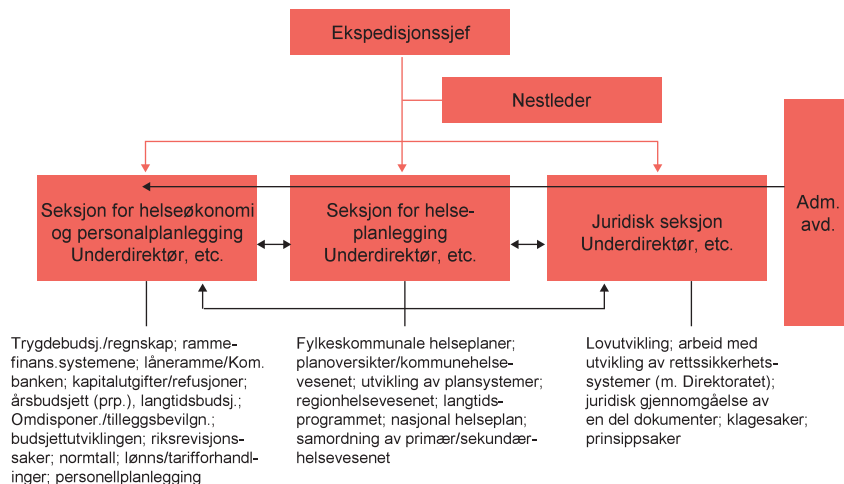 Ekspedisjonssjef
Nestleder
Adm.
avd.
Seksjon for helseøkonomi
og personalplanlegging
Underdirektør, etc.
Seksjon for helse-
planlegging
Underdirektør, etc.
Juridisk seksjon
Underdirektør, etc.
Trygdebudsj./regnskap; ramme-
finans.systemene; låneramme/Kom.
banken; kapitalutgifter/refusjoner;
årsbudsjett (prp.), langtidsbudsj.;
Omdisponer./tilleggsbevilgn.;
budsjettutviklingen; riksrevisjons-
saker; normtall; lønns/tarifforhandl-
inger; personellplanlegging
Fylkeskommunale helseplaner;
planoversikter/kommunehelse-
vesenet; utvikling av plansystemer;
regionhelsevesenet; langtids-
programmet; nasjonal helseplan;
samordning av primær/sekundær-
helsevesenet
Lovutvikling; arbeid med
utvikling av rettssikkerhets-
systemer (m. Direktoratet);
juridisk gjennomgåelse av
en del dokumenter; klagesaker;
prinsippsaker